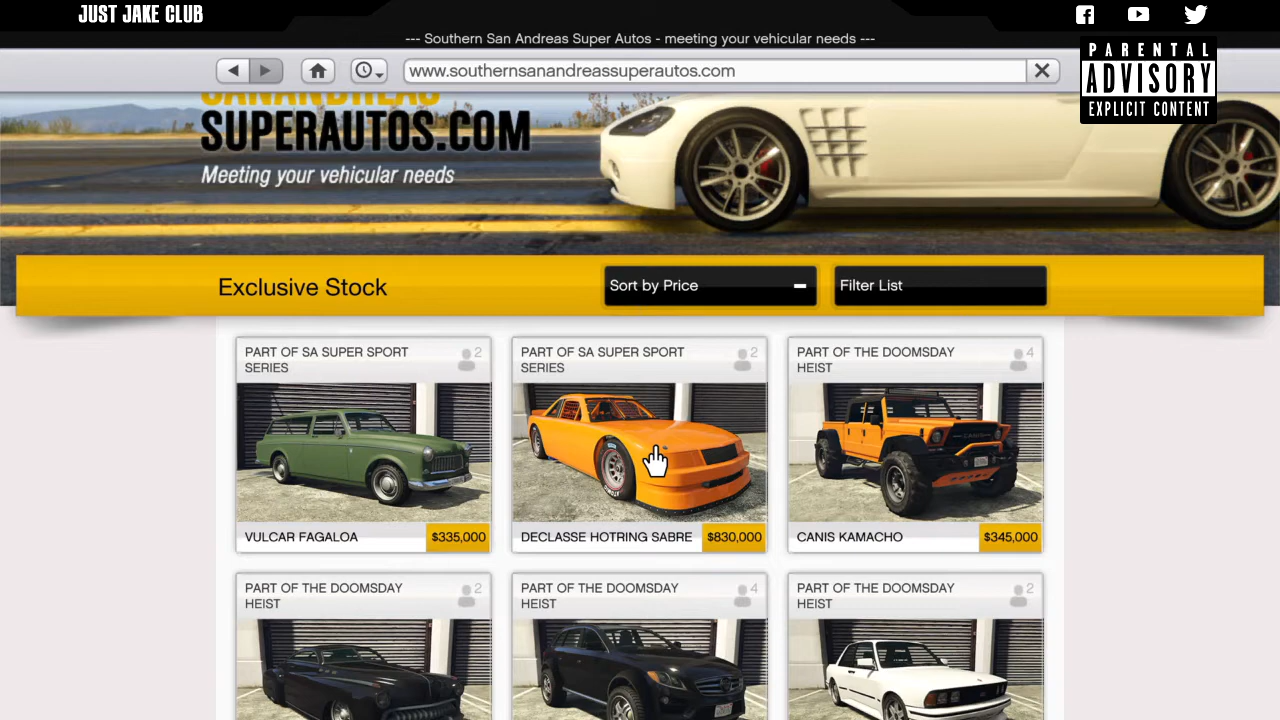 JUST JAKE CLUB
--- Southern San Andreas Super Autos - meeting your vehicular needs ---
www.southernsanandreassuperautos.com
PARENTAL
ADVISORY
EXPLICIT CONTENT
SANANDREAS
SUPERAUTOS.COM
Meeting your vehicular needs
Exclusive Stock
Sort by Price
Filter List
PART OF SA SUPER SPORT
SERIES
2
PART OF SA SUPER SPORT
SERIES
2
PART OF THE DOOMSDAY
HEIST
4
VULCAR FAGALOA
$335,000
DECLASSE HOTRING SABRE
$830,000
CANIS KAMACHO
$345,000
PART OF THE DOOMSDAY
HEIST
2
PART OF THE DOOMSDAY
HEIST
4
PART OF THE DOOMSDAY
HEIST
2